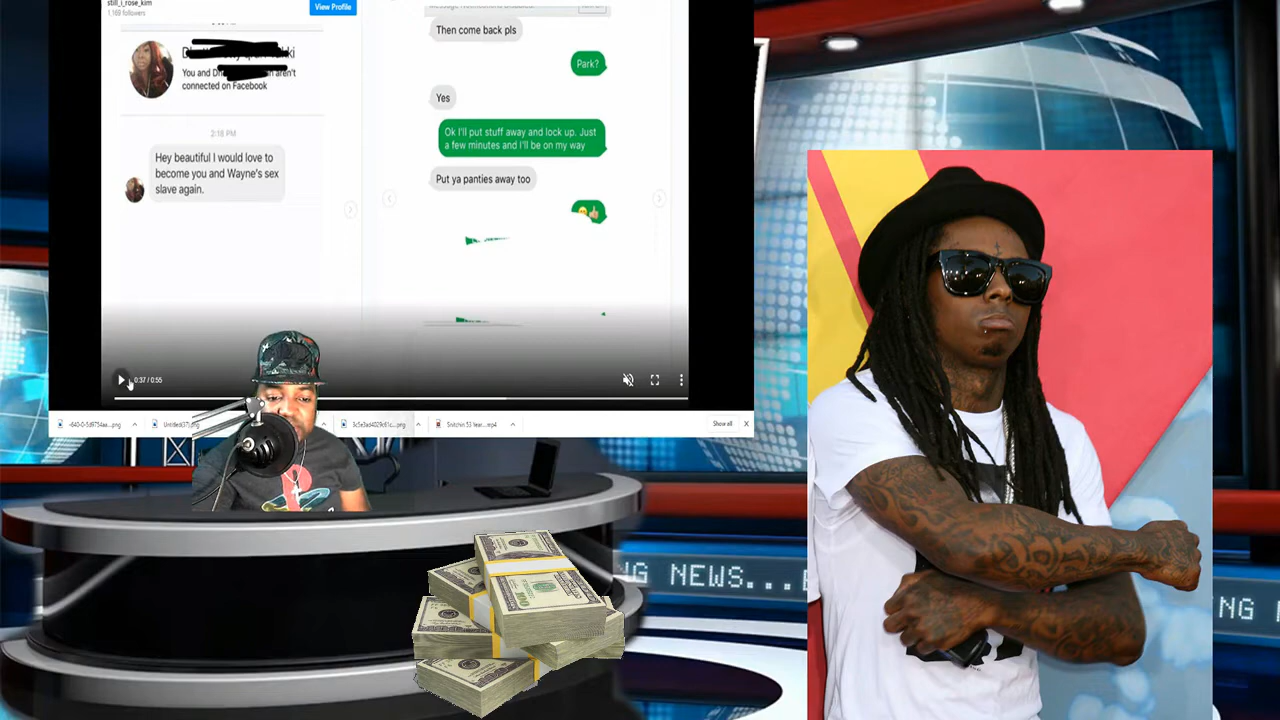 still_i_rose_kim
1,169 followers
View Profile
You and
aren't
connected on Facebook
2:18 PM
Hey beautiful I would love to
become you and Wayne's sex
slave again.
Then come back pls
Park?
Yes
Ok I'll put stuff away and lock up. Just
a few minutes and I'll be on my way
Put ya panties away too
0:37 / 0:55
Show all
NG NEWS...
NG
100